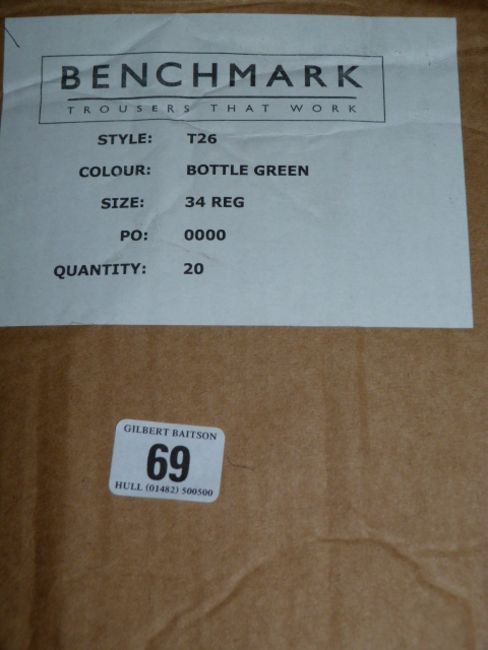 BENCHMARK
TROUSERS THAT WORK
STYLE: T26
COLOUR: BOTTLE GREEN
SIZE: 34 REG
PO: 0000
QUANTITY: 20
GILBERT BAITSON
69
HULL (01482) 500500